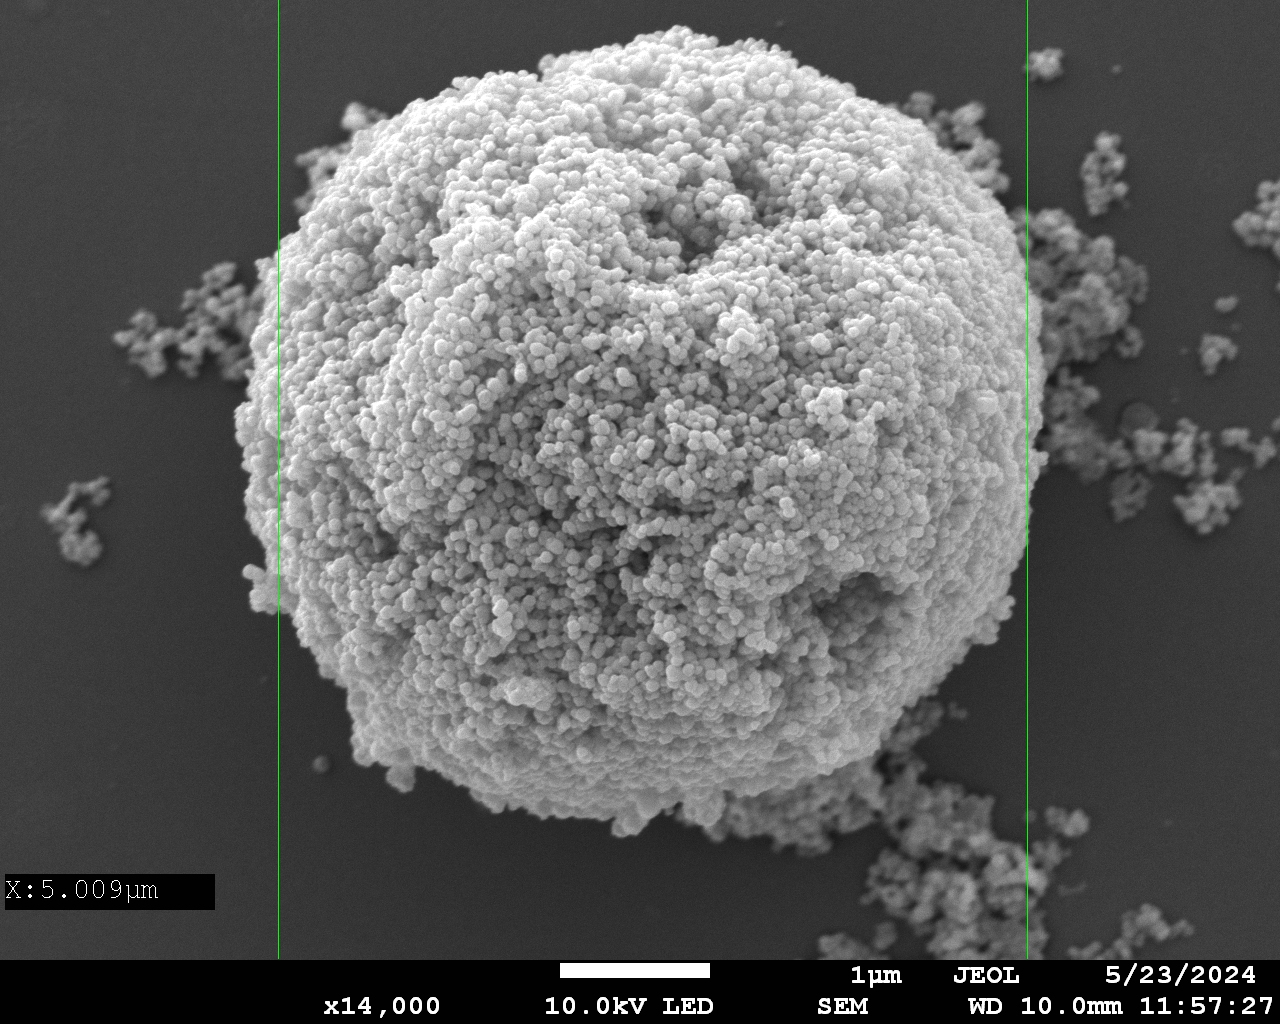 X:5.009µm
1µm JEOL 5/23/2024
x14,000 10.0kV LED SEM WD 10.0mm 11:57:27